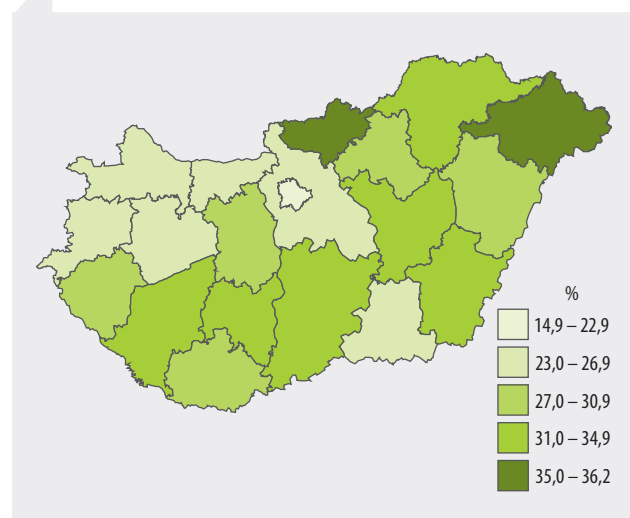 %
14,9 – 22,9
23,0 – 26,9
27,0 – 30,9
31,0 – 34,9
35,0 – 36,2